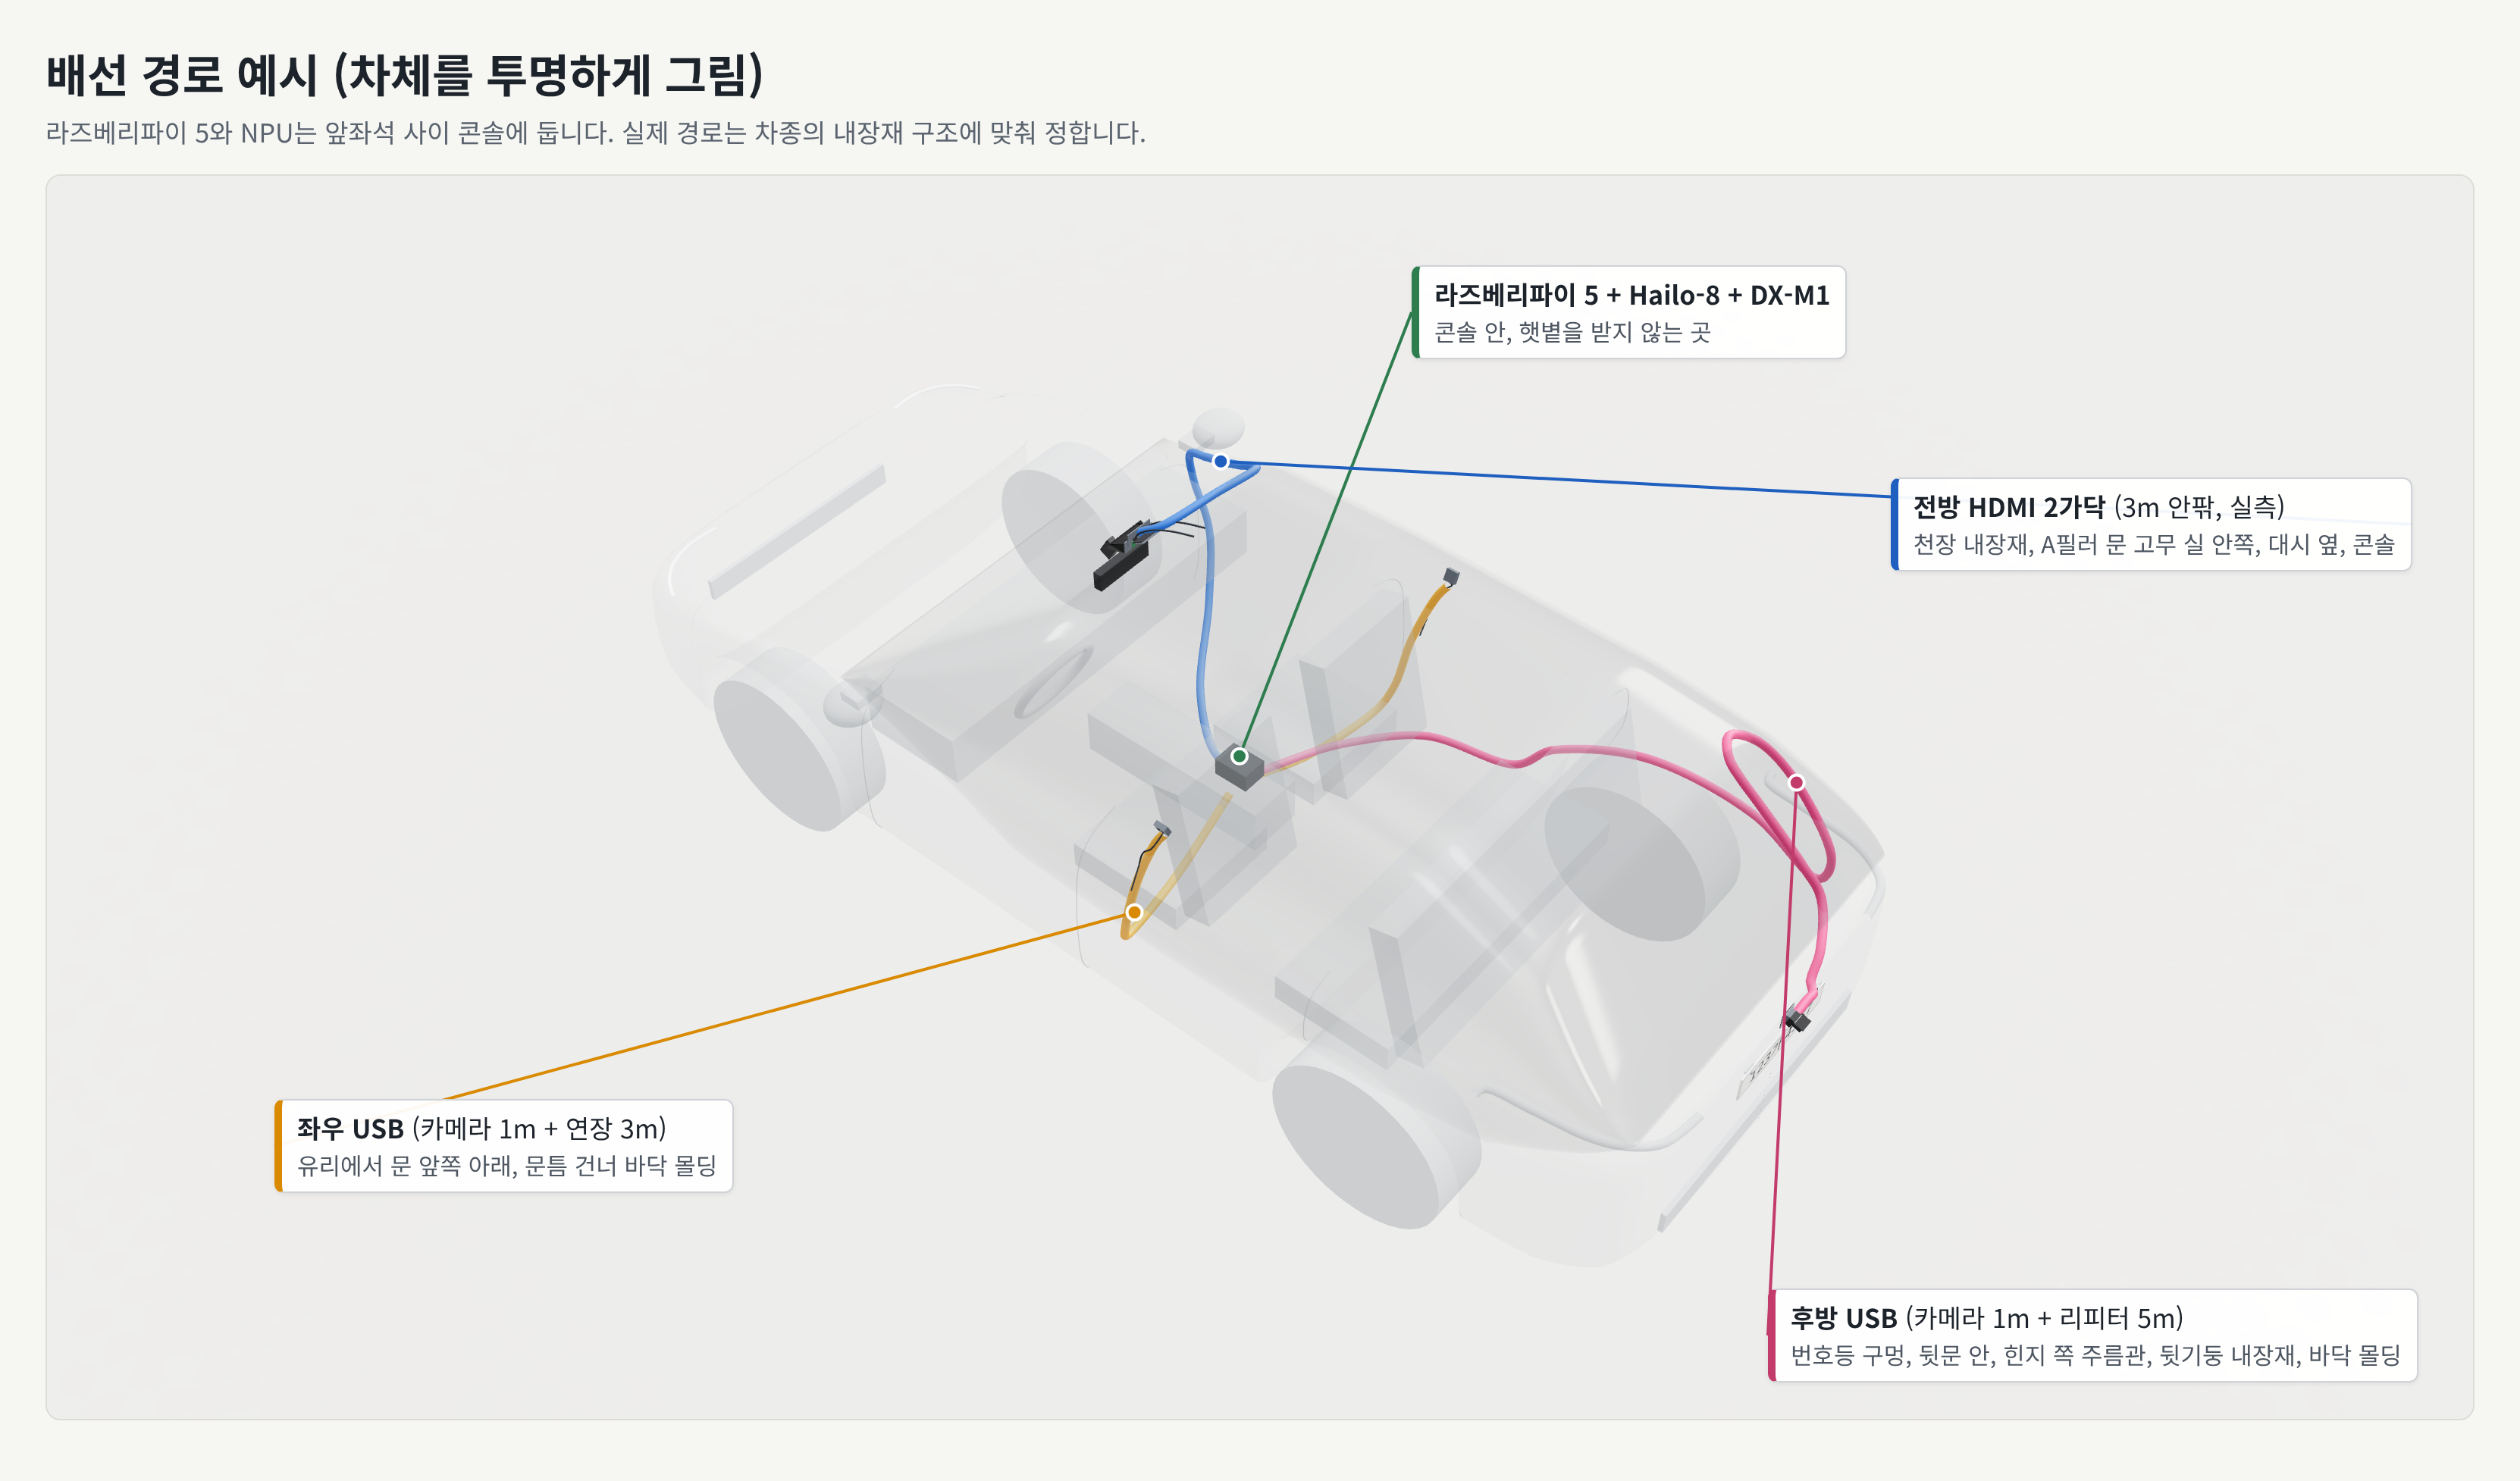 배선 경로 예시 (차체를 투명하게 그림)
라즈베리파이 5와 NPU는 앞좌석 사이 콘솔에 둡니다. 실제 경로는 차종의 내장재 구조에 맞춰 정합니다.
라즈베리파이 5 + Hailo-8 + DX-M1
콘솔 안, 햇볕을 받지 않는 곳
전방 HDMI 2가닥 (3m 안팎, 실측)
천장 내장재, A필러 문 고무 실 안쪽, 대시 옆, 콘솔
좌우 USB (카메라 1m + 연장 3m)
유리에서 문 앞쪽 아래, 문틈 건너 바닥 몰딩
후방 USB (카메라 1m + 리피터 5m)
번호등 구멍, 뒷문 안, 힌지 쪽 주름관, 뒷기둥 내장재, 바닥 몰딩